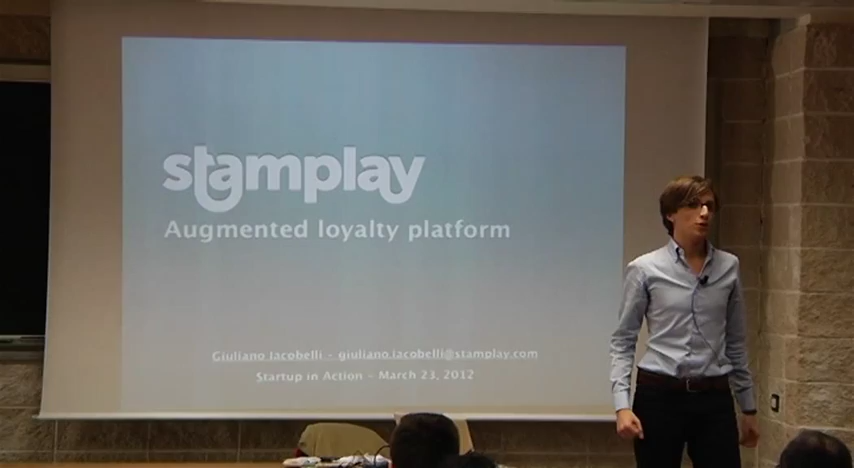 stamplay
Augmented loyalty platform
Giuliano Iacobelli - giuliano.iacobelli@stamplay.com
Startup in Action - March 23, 2012